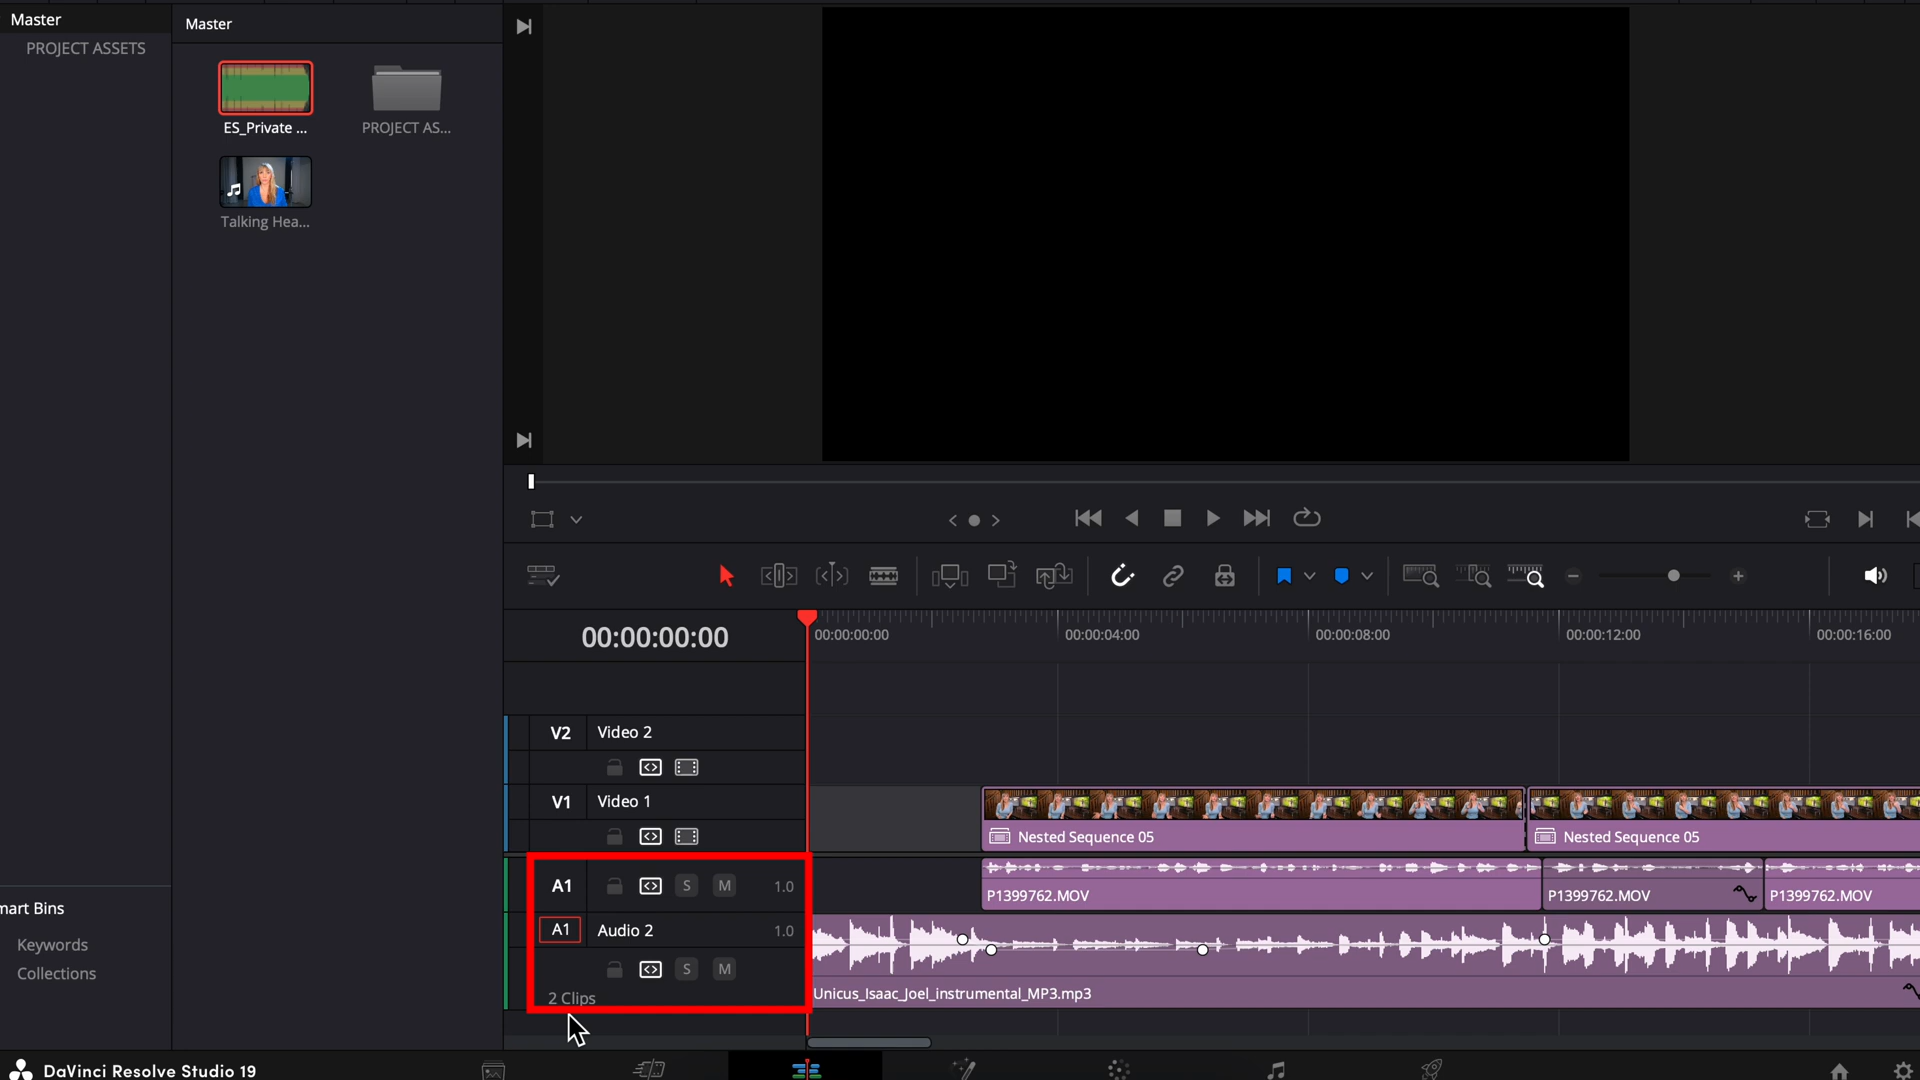 Master
PROJECT ASSETS
Master
ES_Private ...
PROJECT AS...
Talking Hea...
00:00:00:00
00:00:00:00
00:00:04:00
00:00:08:00
00:00:12:00
00:00:16:00
V2 Video 2
V1 Video 1
Nested Sequence 05
Nested Sequence 05
A1 S M 1.0
P1399762.MOV
P1399762.MOV
P1399762.MOV
A1 Audio 2 1.0
S M
2 Clips
Unicus_Isaac_Joel_instrumental_MP3.mp3
mart Bins
Keywords
Collections
DaVinci Resolve Studio 19